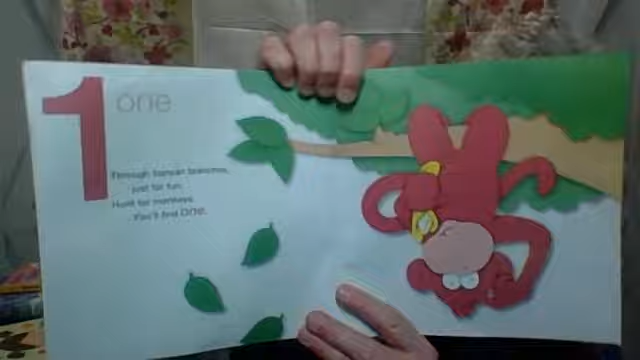 1 one
Through banyan branches,
just for fun,
Hunt for monkeys.
You'll find one.